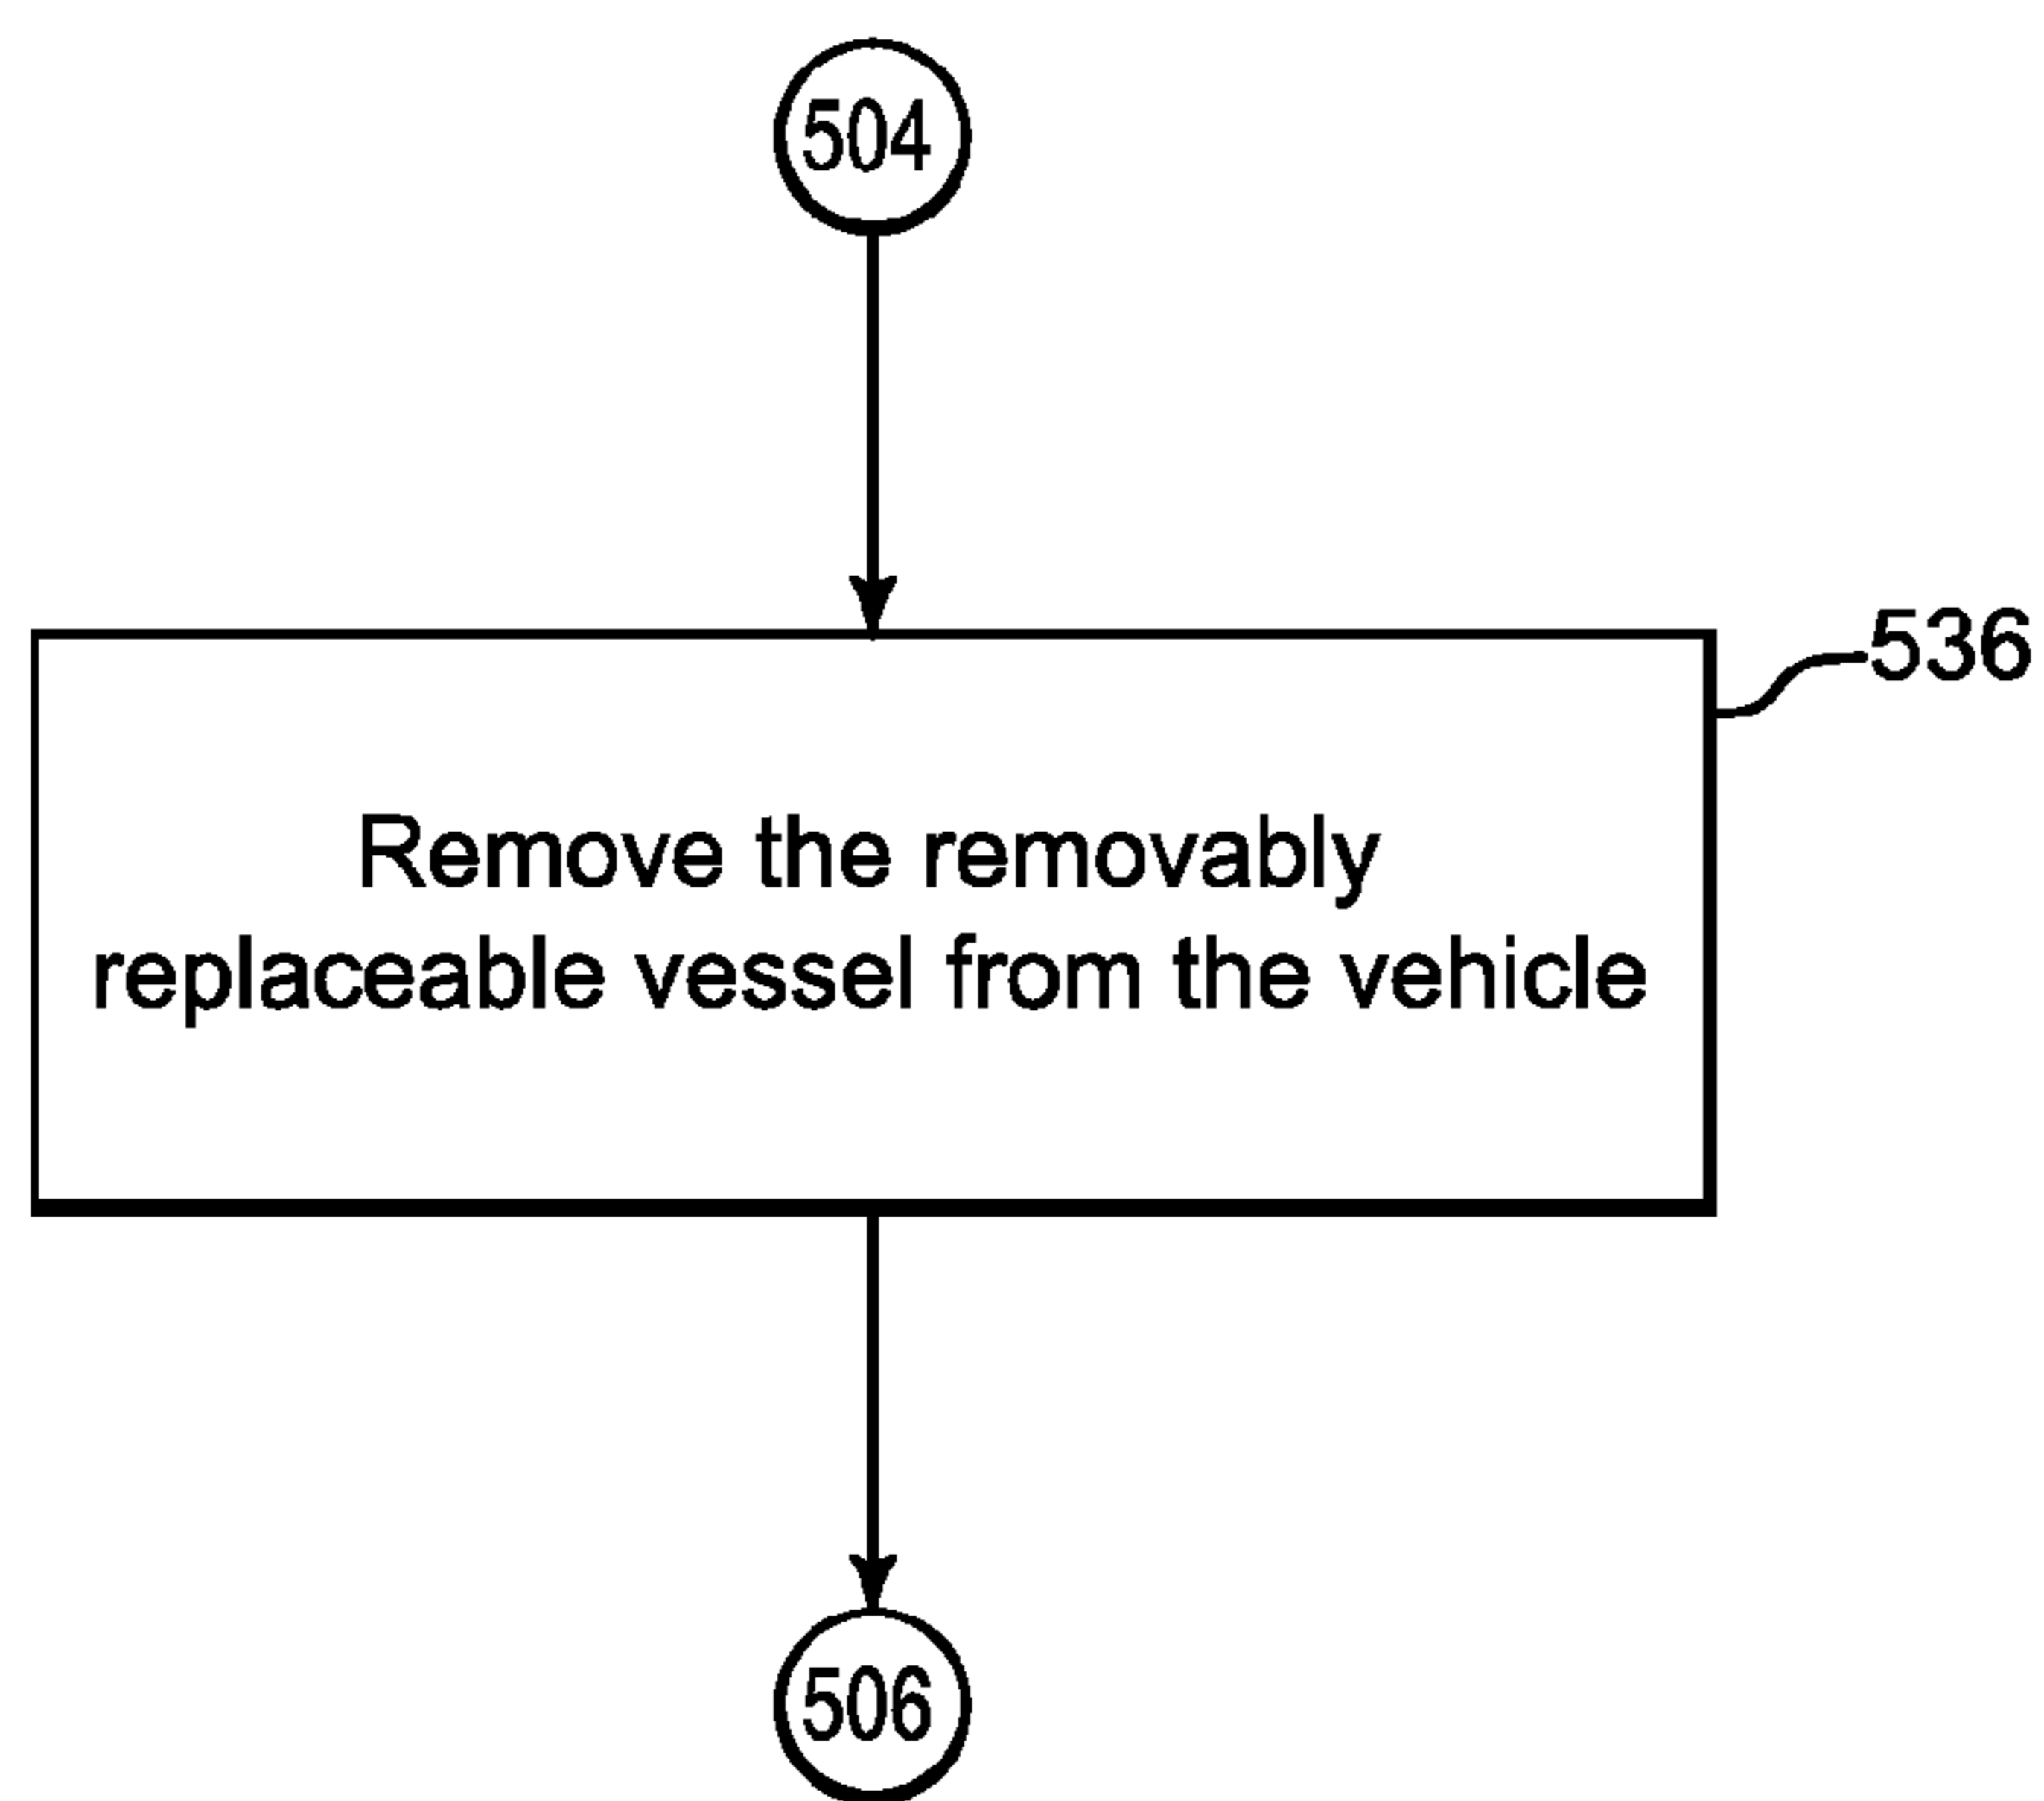 504
536
Remove the removably
replaceable vessel from the vehicle
506